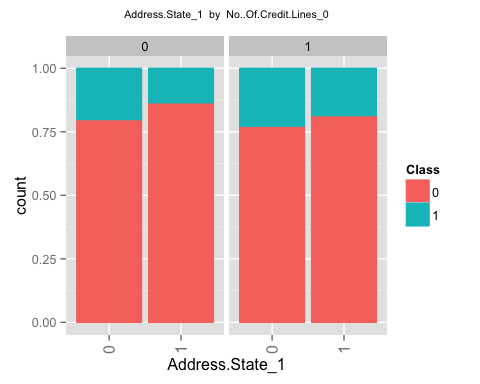 Address.State_1 by No..Of.Credit.Lines_0
0 1
1.00
0.75
0.50
0.25
0.00
count
0 1 0 1
Address.State_1
Class
0
1